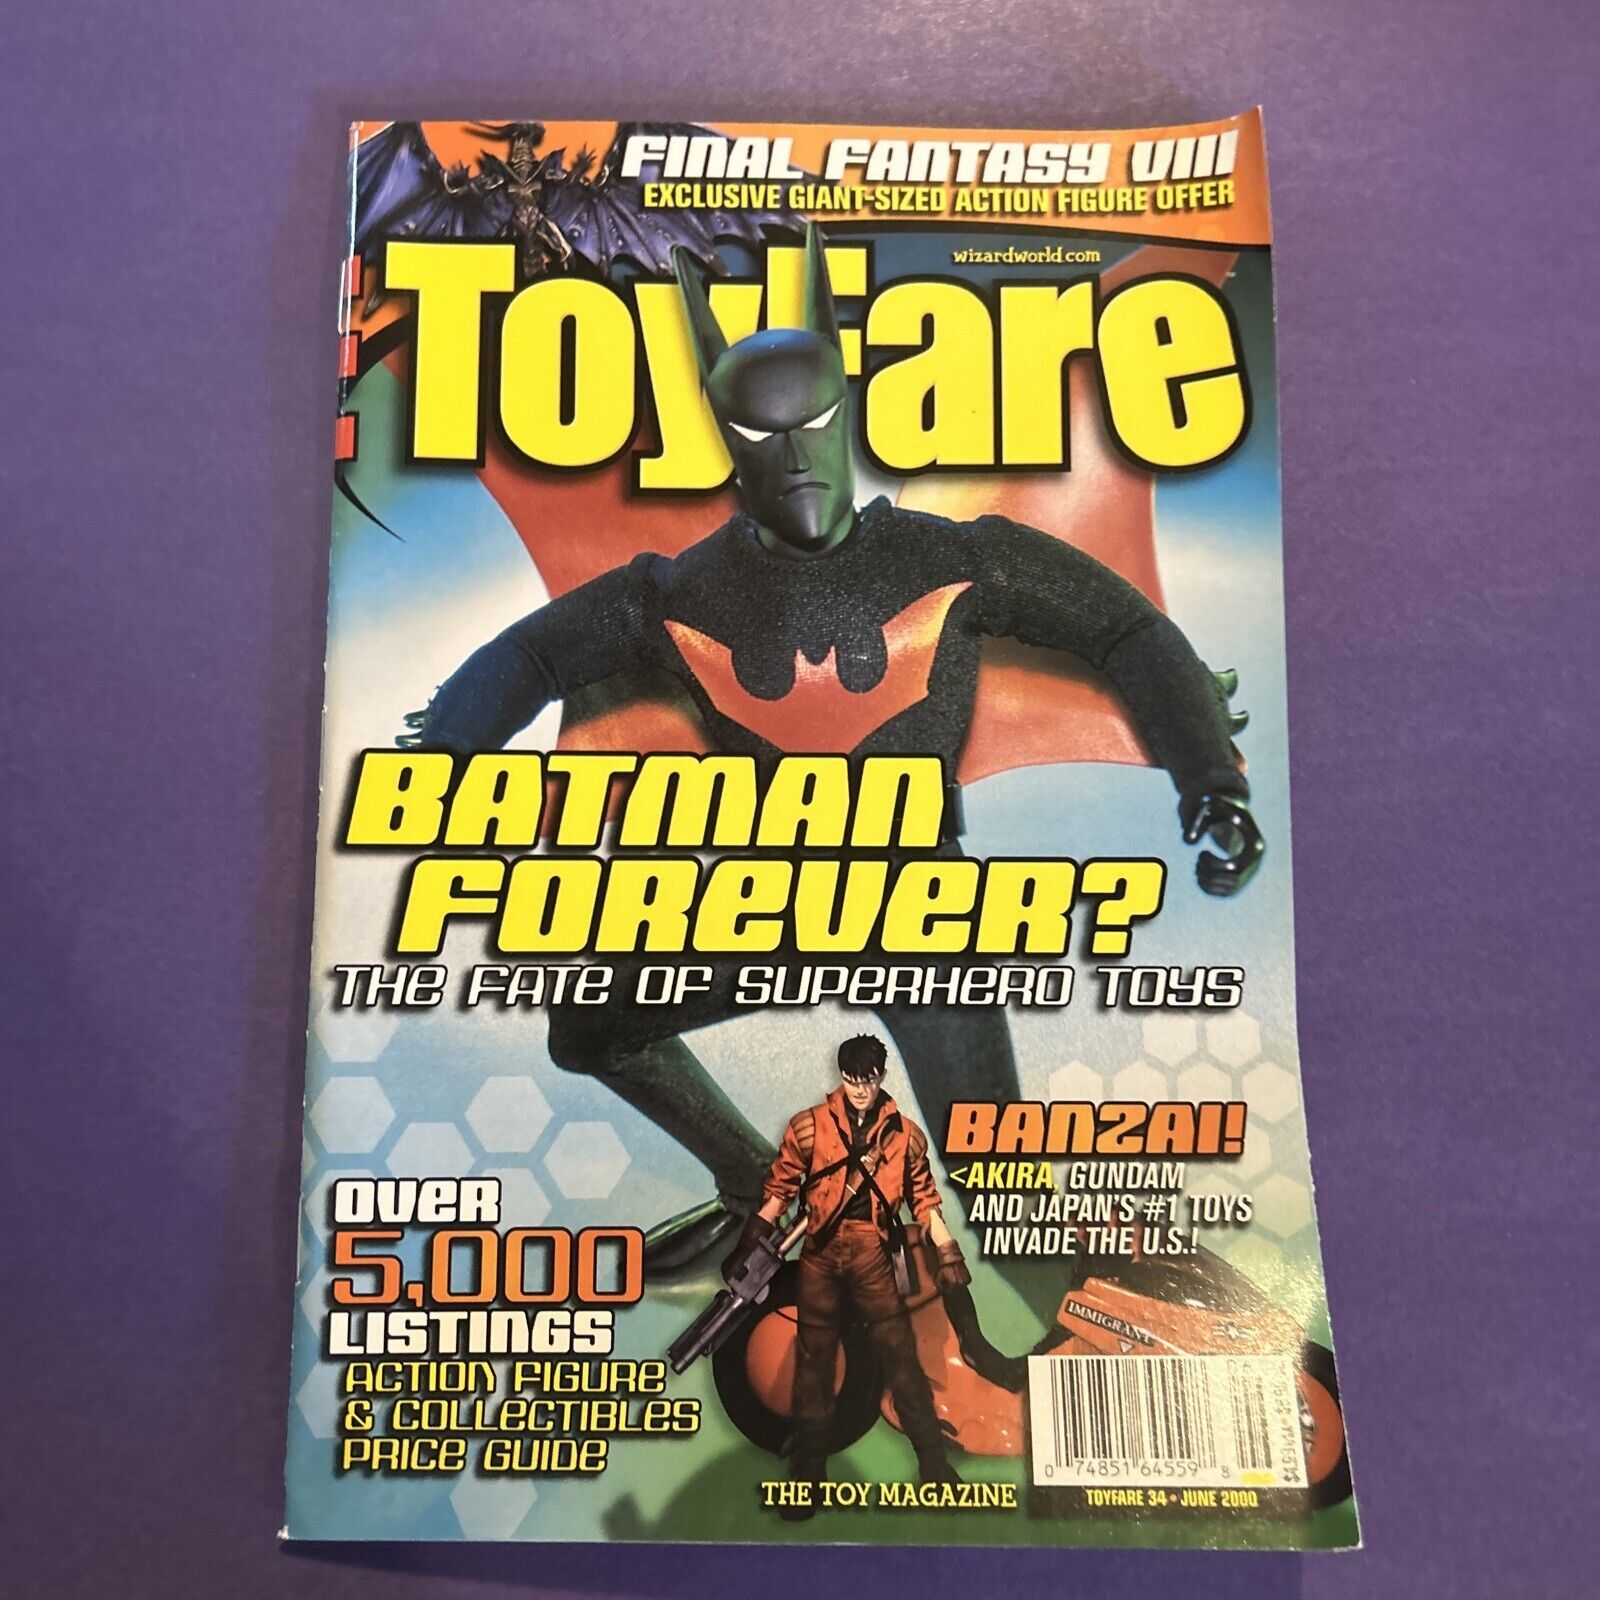 FINAL FANTASY VIII
EXCLUSIVE GIANT-SIZED ACTION FIGURE OFFER
wizardworld.com
ToyFare
BATMAN
FOREVER?
THE FATE OF SUPERHERO TOYS
BANZAI!
<AKIRA, GUNDAM
AND JAPAN'S #1 TOYS
INVADE THE U.S.!
OVER
5,000
LISTINGS
ACTION FIGURE
& COLLECTIBLES
PRICE GUIDE
IMMIGRANT
THE TOY MAGAZINE
0 74851 64559 8
TOYFARE 34 • JUNE 2000